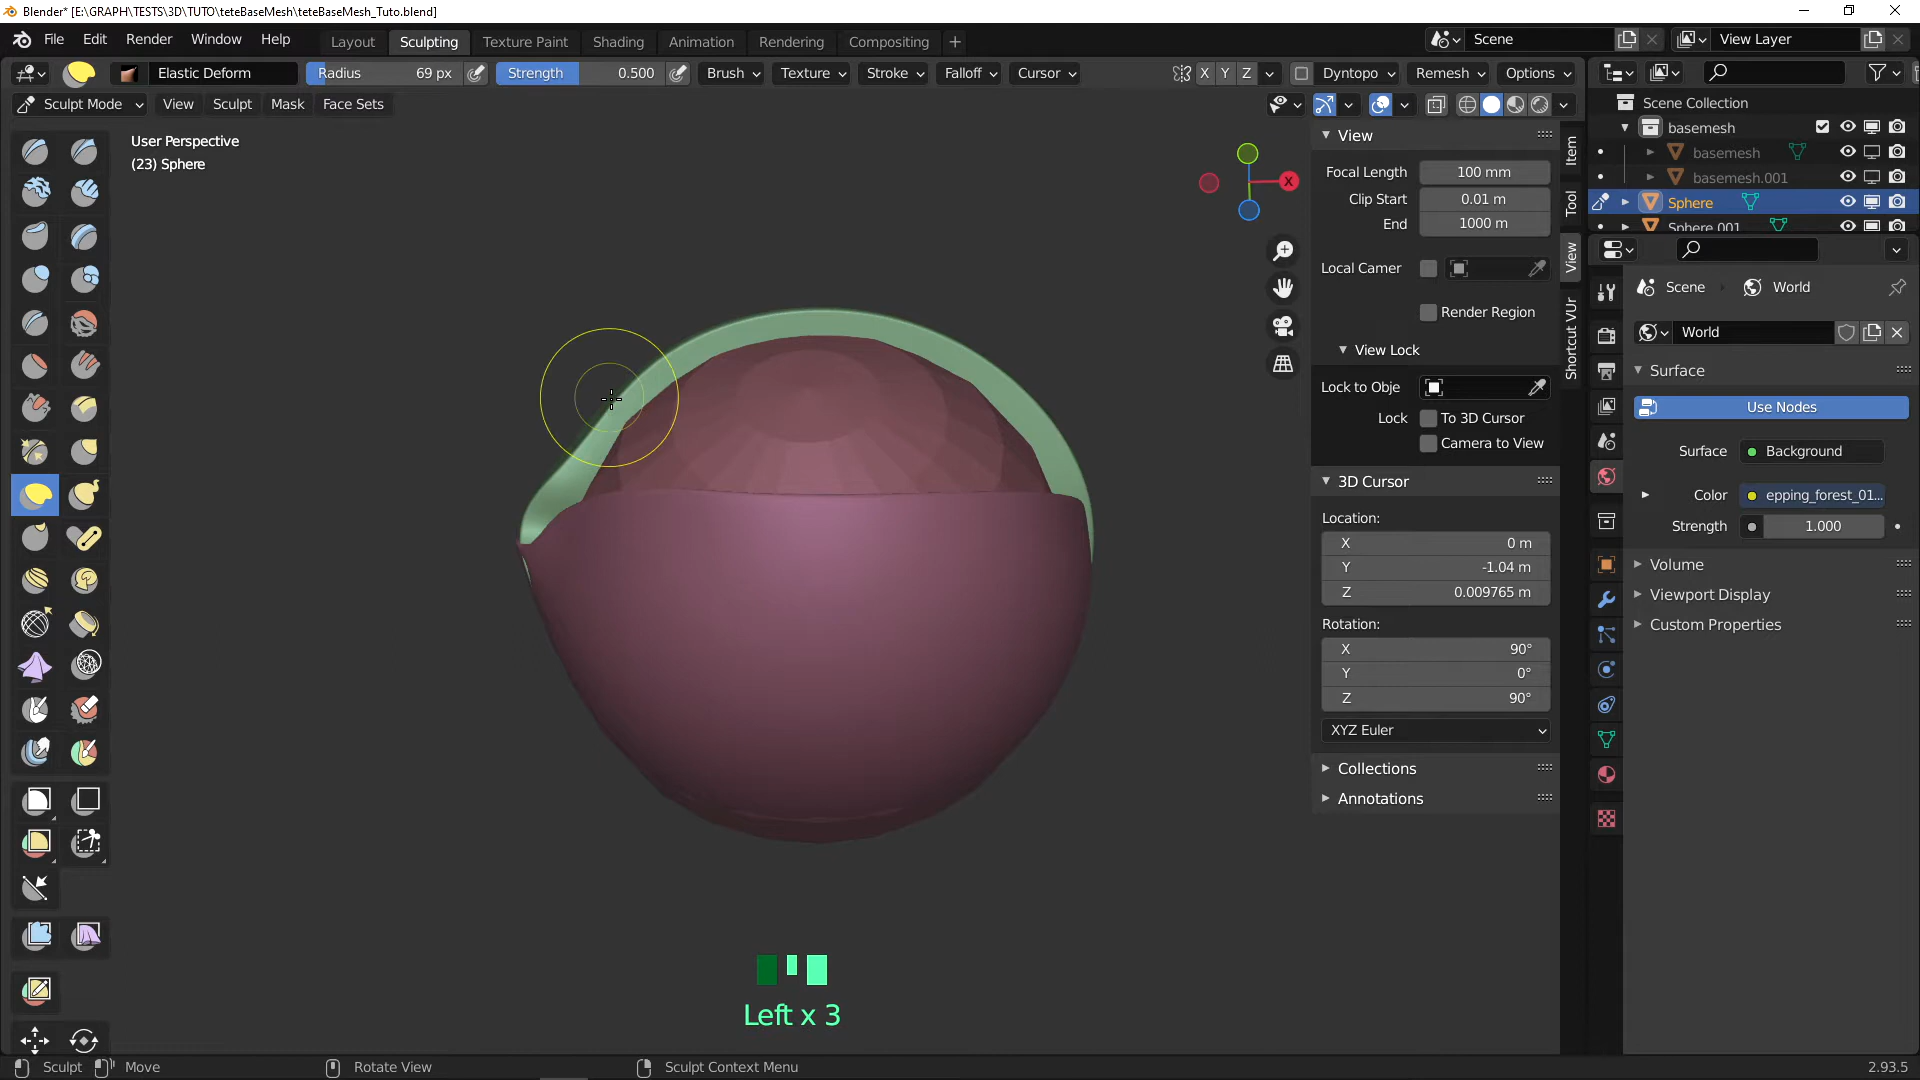 Blender* [E:\GRAPH\TESTS\3D\TUTO\teteBaseMesh\teteBaseMesh_Tuto.blend]
File Edit Render Window Help Layout Sculpting Texture Paint Shading Animation Rendering Compositing + Scene View Layer
Elastic Deform Radius 69 px Strength 0.500 Brush Texture Stroke Falloff Cursor X Y Z Dyntopo Remesh Options
Sculpt Mode View Sculpt Mask Face Sets
User Perspective
(23) Sphere
X
View
Focal Length 100 mm
Clip Start 0.01 m
End 1000 m
Local Camer
Render Region
View Lock
Lock to Obje
Lock To 3D Cursor
Camera to View
3D Cursor
Location:
X 0 m
Y -1.04 m
Z 0.009765 m
Rotation:
X 90°
Y 0°
Z 90°
XYZ Euler
Collections
Annotations
Item
Tool
View
Shortcut VUr
Scene Collection
basemesh
basemesh
basemesh.001
Sphere
Sphere.001
Scene World
World
Surface
Use Nodes
Surface Background
Color epping_forest_01...
Strength 1.000
Volume
Viewport Display
Custom Properties
Left x 3
Sculpt Move Rotate View Sculpt Context Menu 2.93.5